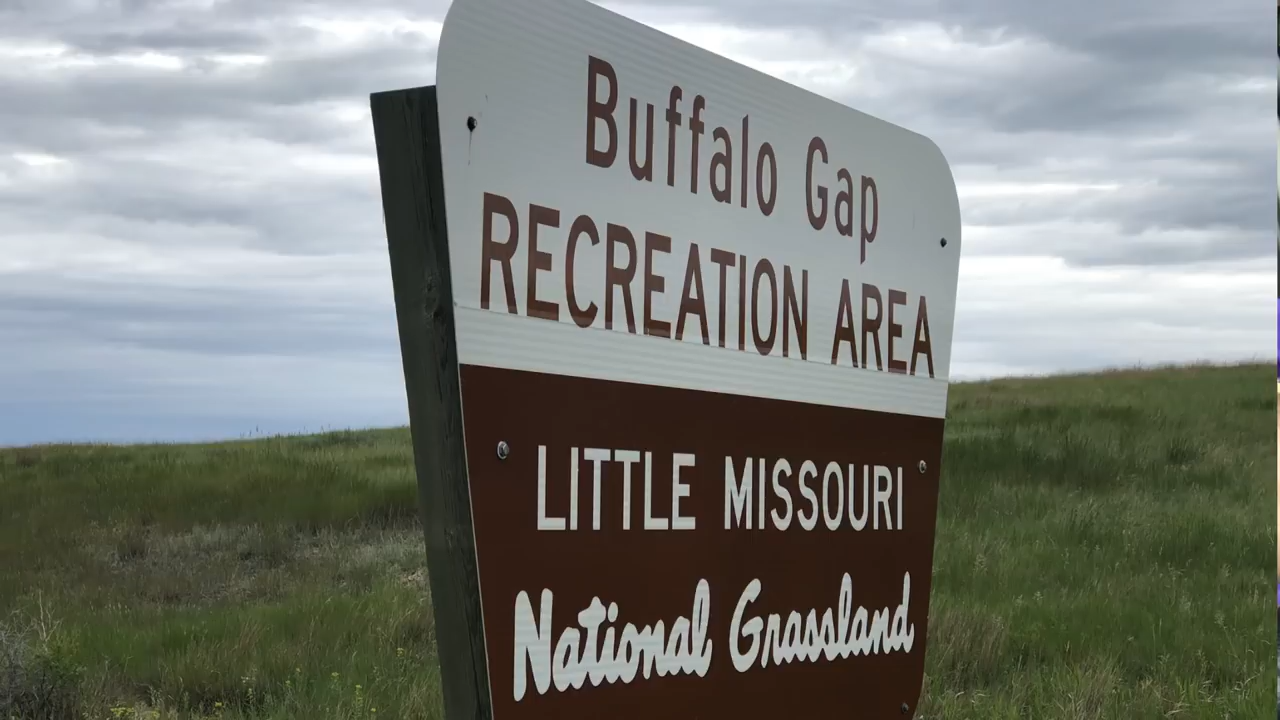 Buffalo Gap
RECREATION AREA
LITTLE MISSOURI
National Grassland